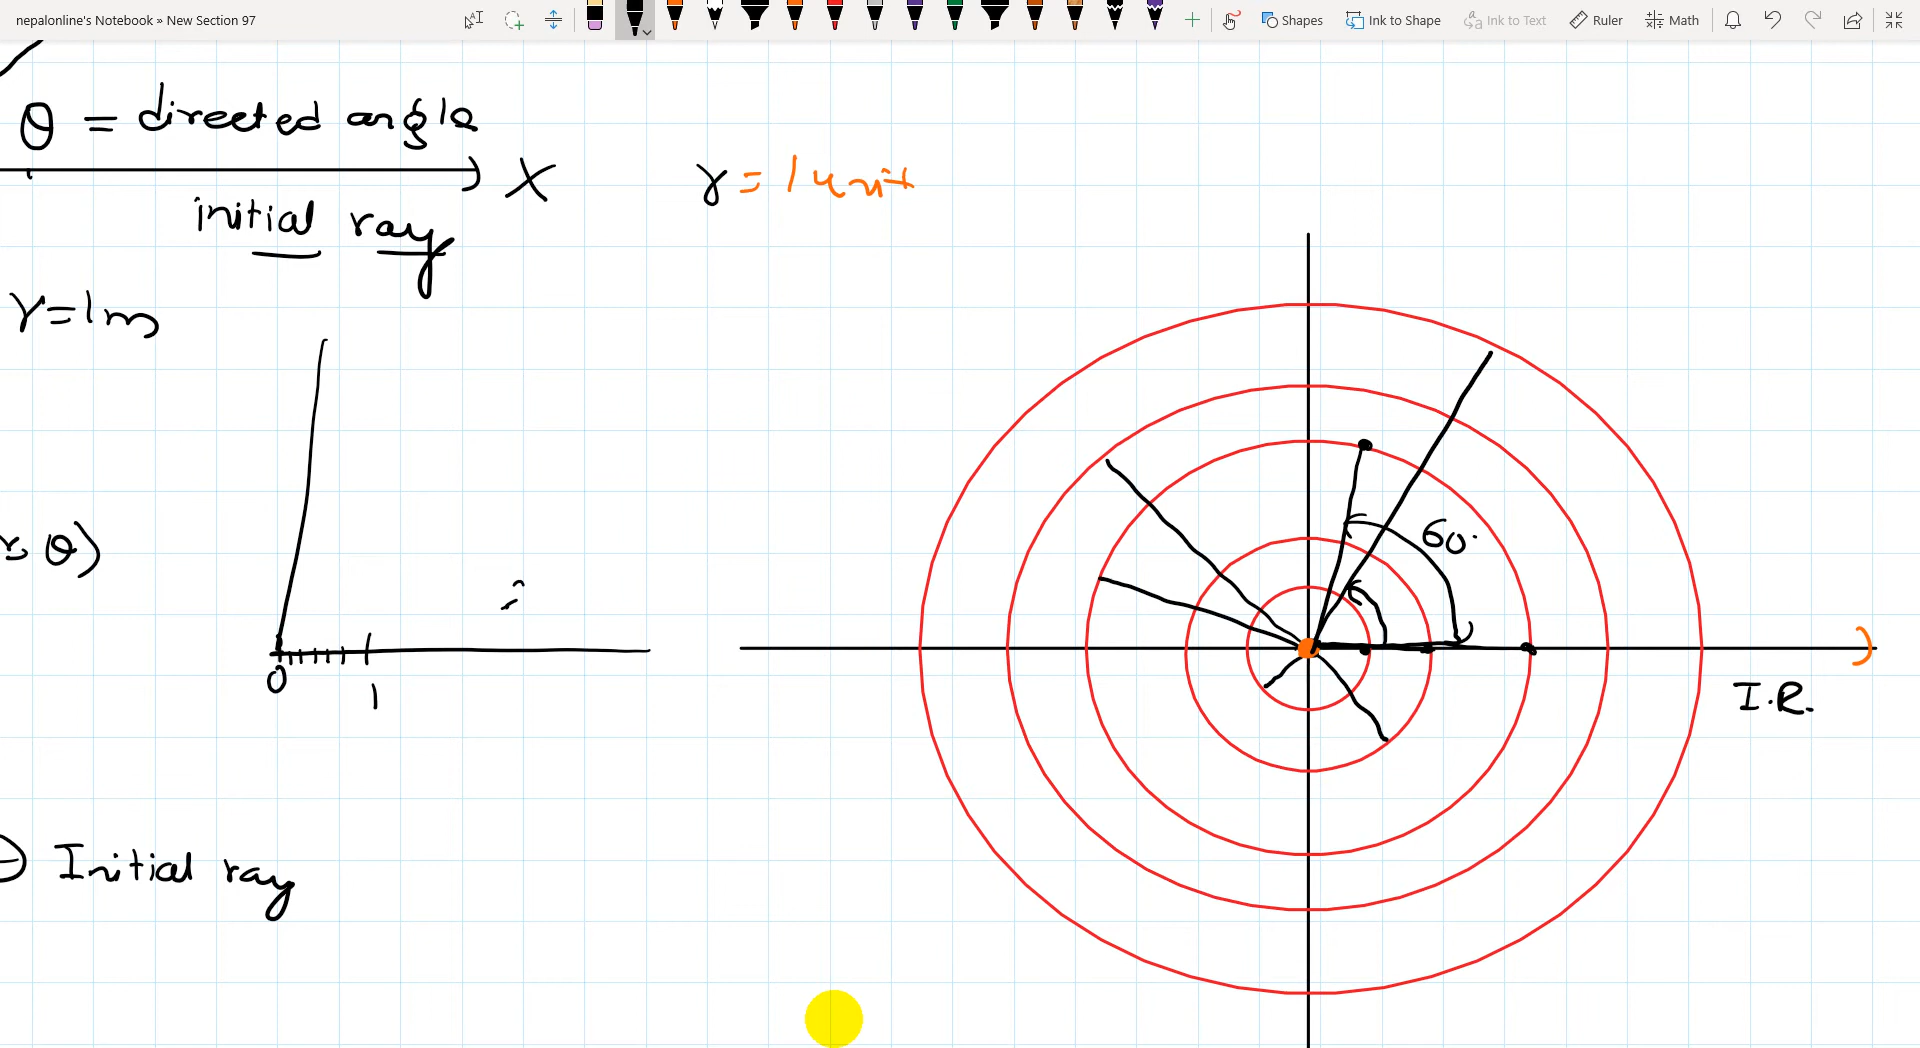 nepalonline's Notebook » New Section 97
Shapes
Ink to Shape
Ink to Text
Ruler
Math
θ = directed angle
X
initial ray
r = 1 unit
r=1m
60°
θ)
0
1
I.R.
Initial ray